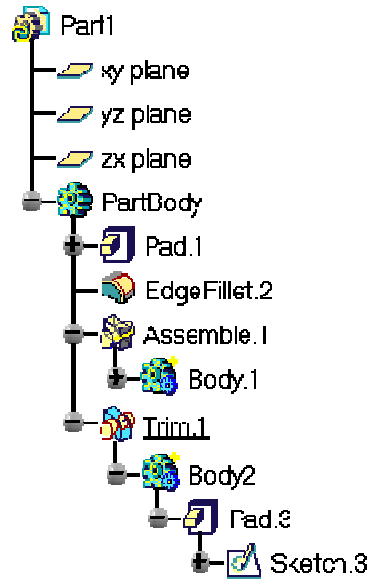 Part1
xy plane
yz plane
zx plane
PartBody
Pad.1
EdgeFillet.2
Assemble.1
Body.1
Trim.1
Body2
Pad.3
Sketch.3